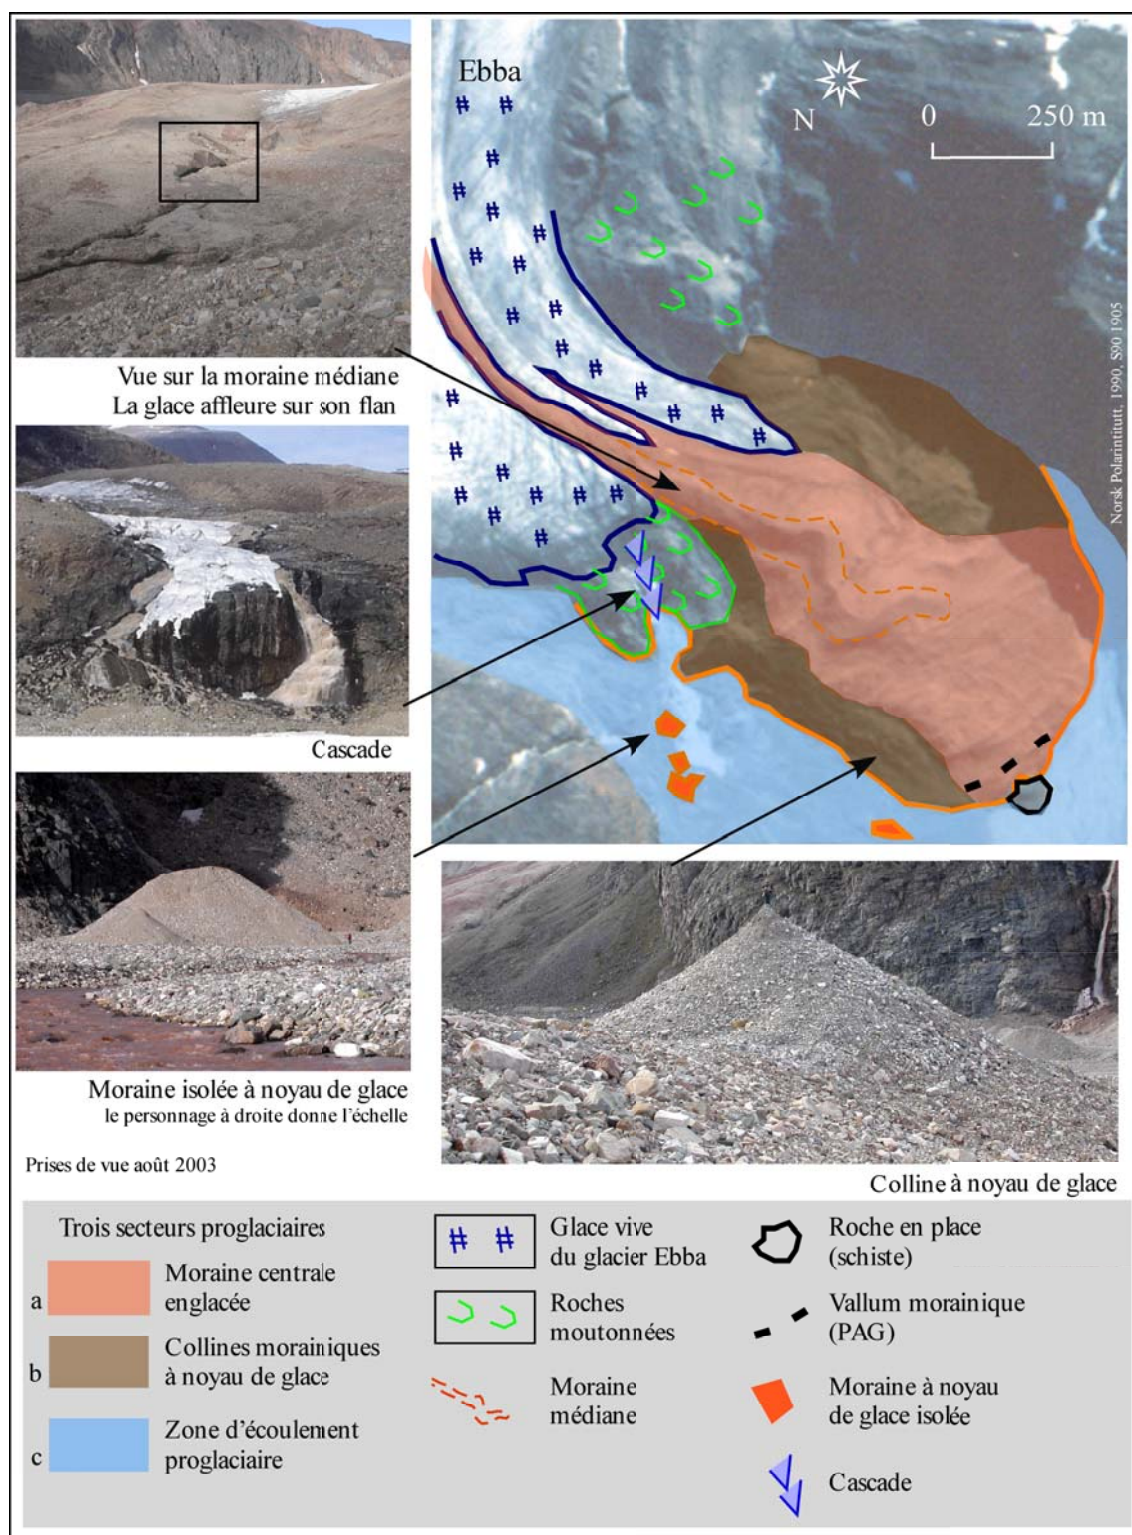 Ebba
N
0 250 m
Norsk Polarintitutt, 1990, S90 1905
Vue sur la moraine médiane
La glace affleure sur son flan
Cascade
Moraine isolée à noyau de glace
le personnage à droite donne l'échelle
Prises de vue août 2003
Colline à noyau de glace
Trois secteurs proglaciaires
a Moraine centrale
englacée
b Collines morainiques
à noyau de glace
c Zone d'écoulement
proglaciaire
Glace vive
du glacier Ebba
Roches
moutonnées
Moraine
médiane
Roche en place
(schiste)
Vallum morainique
(PAG)
Moraine à noyau
de glace isolée
Cascade